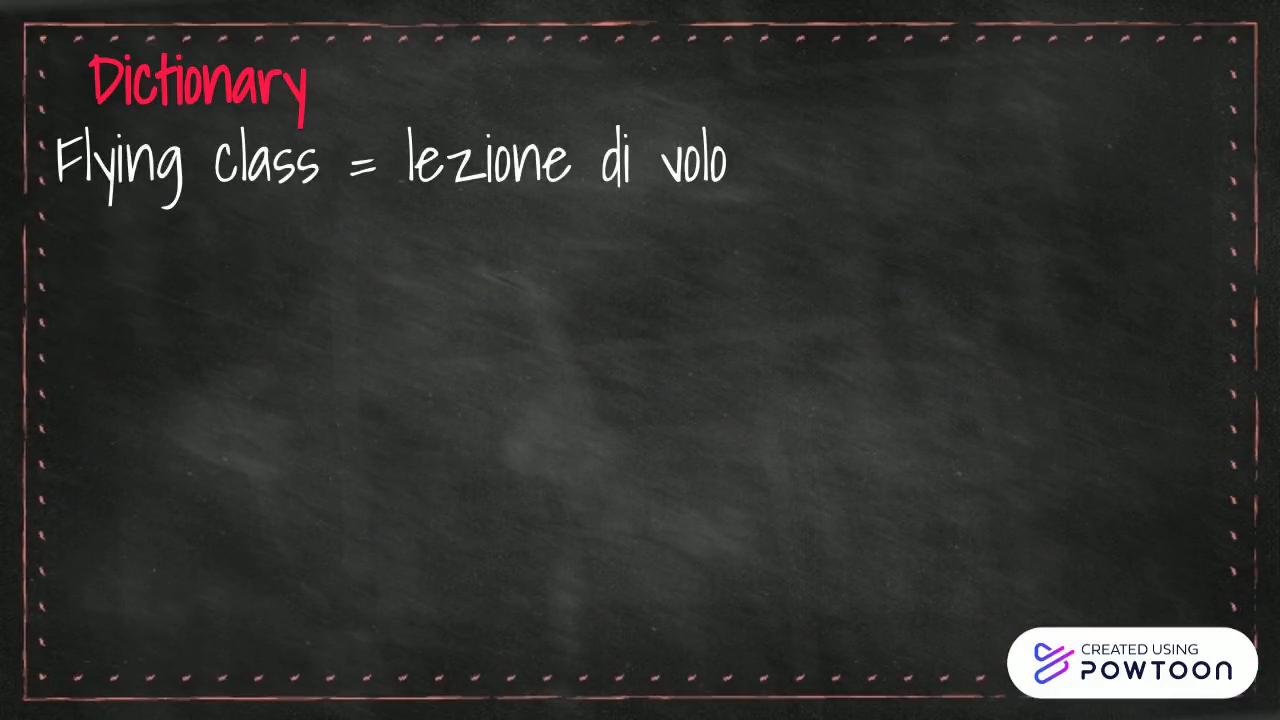 Dictionary
Flying class = lezione di volo
CREATED USING
POWTOON